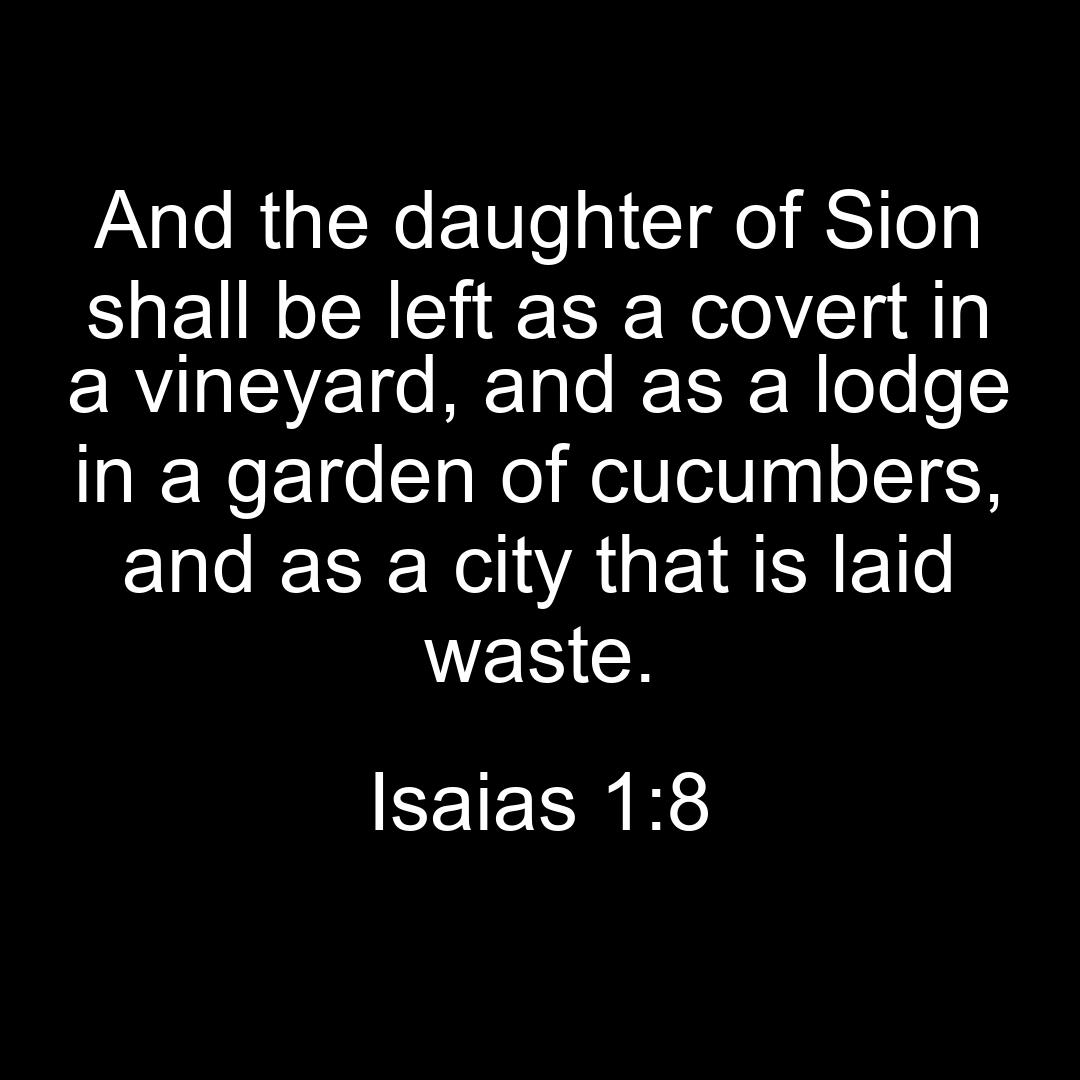 And the daughter of Sion
shall be left as a covert in
a vineyard, and as a lodge
in a garden of cucumbers,
and as a city that is laid
waste.
Isaias 1:8